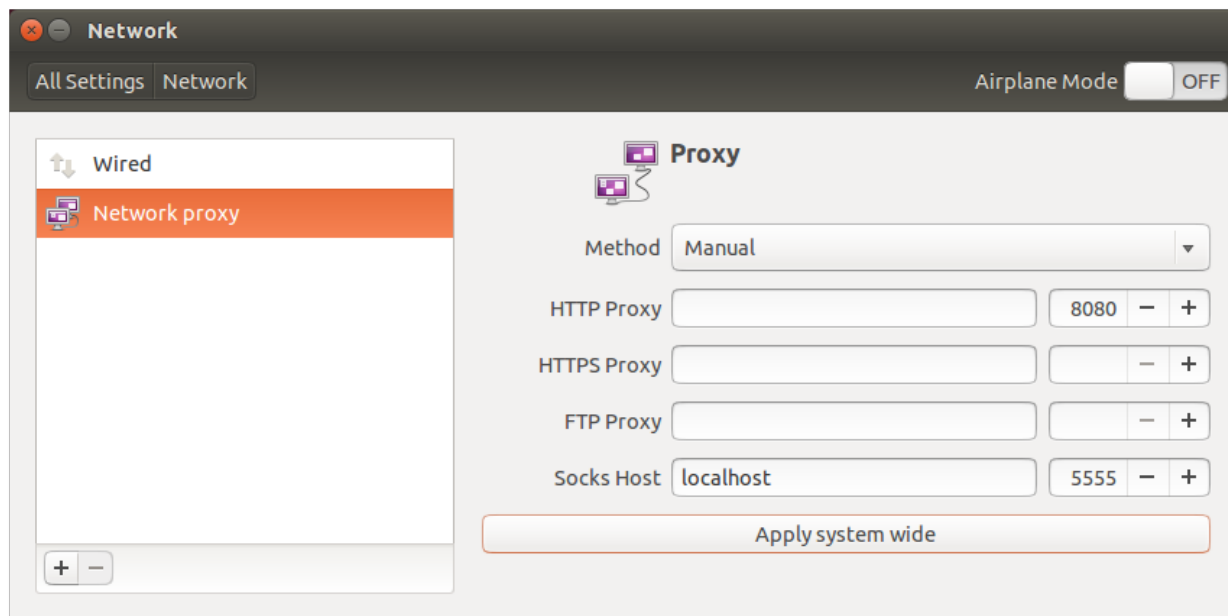 Network
All Settings Network
Airplane Mode OFF
Wired
Network proxy
Proxy
Method Manual
HTTP Proxy 8080 − +
HTTPS Proxy − +
FTP Proxy − +
Socks Host localhost 5555 − +
Apply system wide
+ −